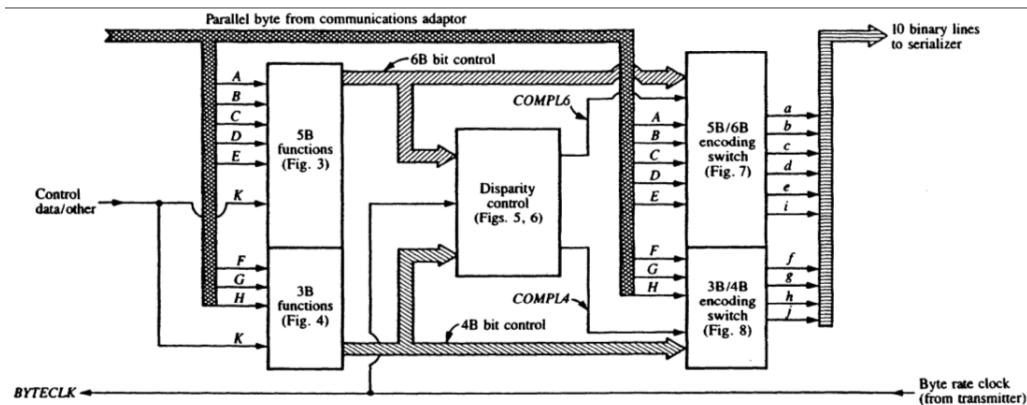 Parallel byte from communications adaptor
10 binary lines
to serializer
6B bit control
COMPL6
A
B
C
D
E
5B
functions
(Fig. 3)
Control
data/other
K
F
G
H
3B
functions
(Fig. 4)
K
Disparity
control
(Figs. 5, 6)
COMPL4
4B bit control
A
B
C
D
E
5B/6B
encoding
switch
(Fig. 7)
a
b
c
d
e
i
F
G
H
3B/4B
encoding
switch
(Fig. 8)
f
g
h
j
BYTECLK
Byte rate clock
(from transmitter)